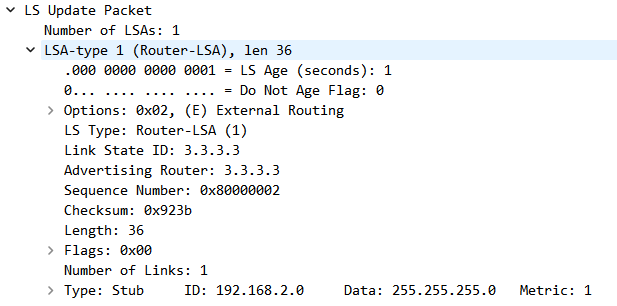 LS Update Packet
Number of LSAs: 1
LSA-type 1 (Router-LSA), len 36
.000 0000 0000 0001 = LS Age (seconds): 1
0... .... .... .... = Do Not Age Flag: 0
Options: 0x02, (E) External Routing
LS Type: Router-LSA (1)
Link State ID: 3.3.3.3
Advertising Router: 3.3.3.3
Sequence Number: 0x80000002
Checksum: 0x923b
Length: 36
Flags: 0x00
Number of Links: 1
Type: Stub     ID: 192.168.2.0     Data: 255.255.255.0   Metric: 1